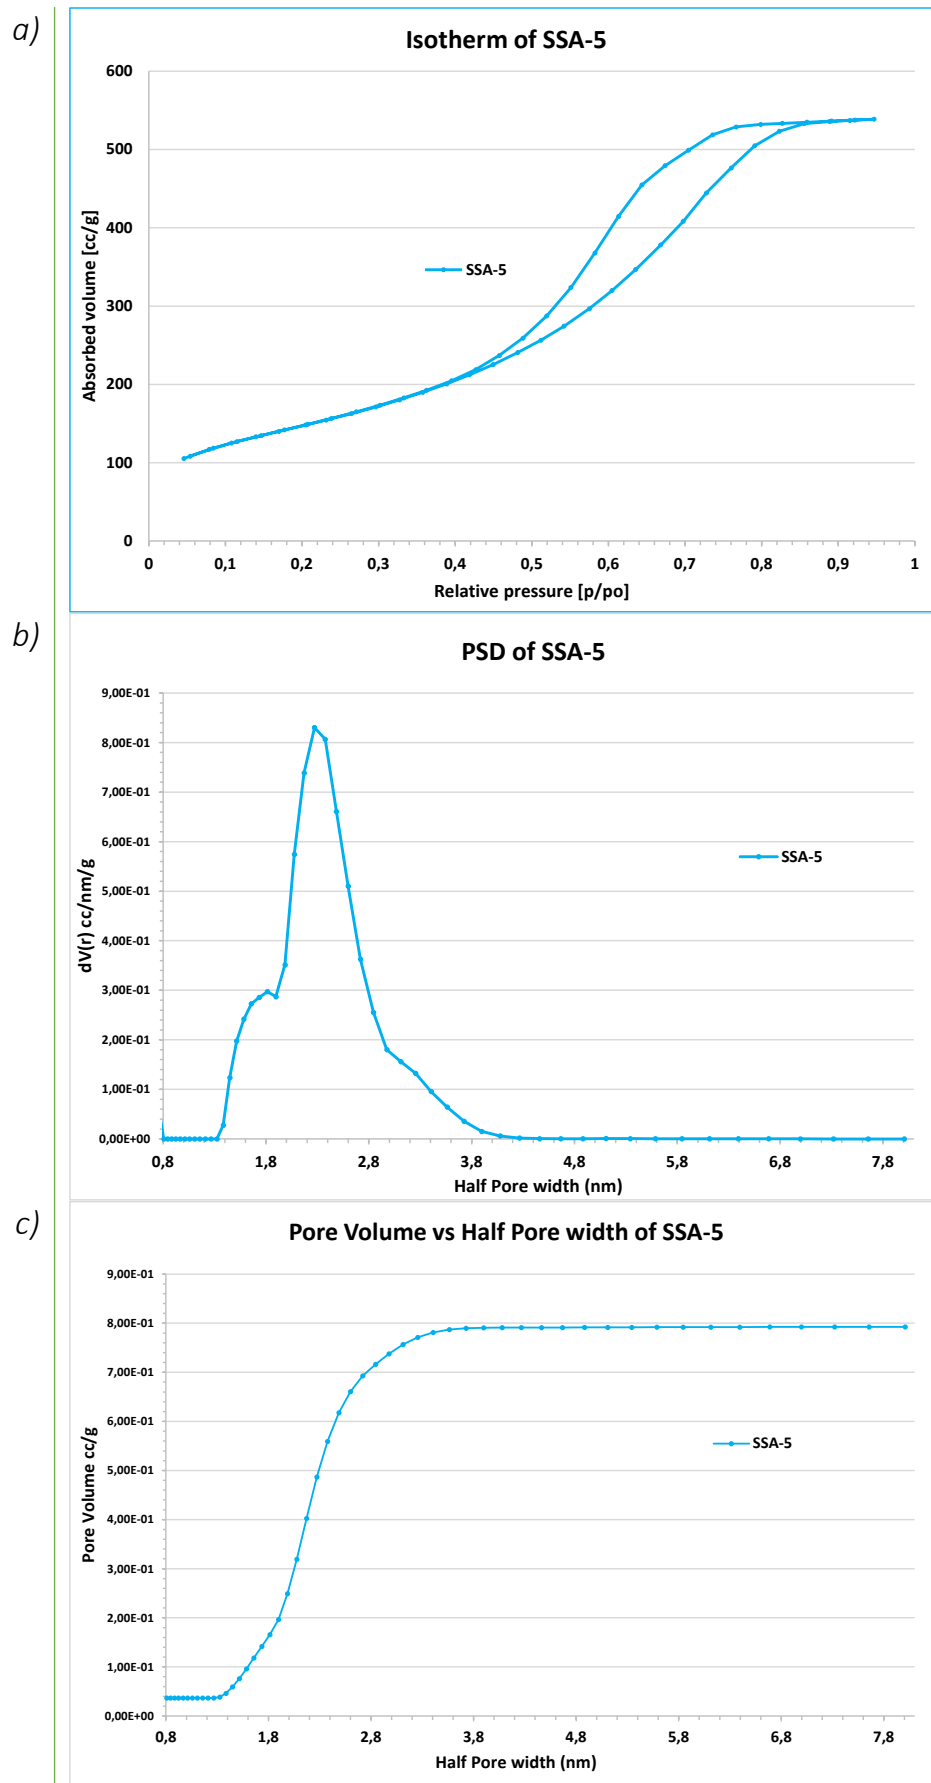 a)
Isotherm of SSA-5
600
500
400
300
200
100
0
Absorbed volume [cc/g]
SSA-5
0 0,1 0,2 0,3 0,4 0,5 0,6 0,7 0,8 0,9 1
Relative pressure [p/po]
b)
PSD of SSA-5
9,00E-01
8,00E-01
7,00E-01
6,00E-01
5,00E-01
4,00E-01
3,00E-01
2,00E-01
1,00E-01
0,00E+00
dV(r) cc/nm/g
SSA-5
0,8 1,8 2,8 3,8 4,8 5,8 6,8 7,8
Half Pore width (nm)
c)
Pore Volume vs Half Pore width of SSA-5
9,00E-01
8,00E-01
7,00E-01
6,00E-01
5,00E-01
4,00E-01
3,00E-01
2,00E-01
1,00E-01
0,00E+00
Pore Volume cc/g
SSA-5
0,8 1,8 2,8 3,8 4,8 5,8 6,8 7,8
Half Pore width (nm)